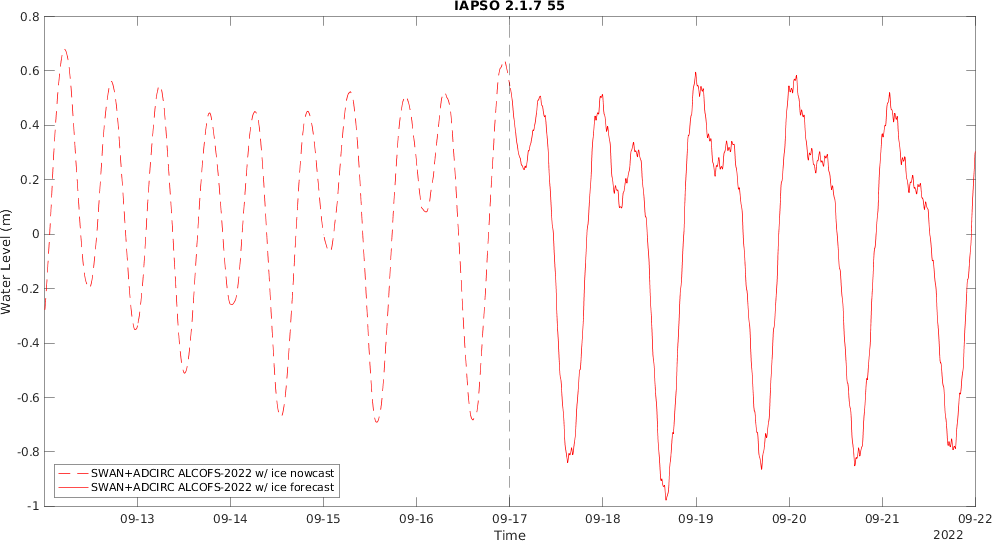 IAPSO 2.1.7 55
Water Level (m)
0.8
0.6
0.4
0.2
0
-0.2
-0.4
-0.6
-0.8
-1
SWAN+ADCIRC ALCOFS-2022 w/ ice nowcast
SWAN+ADCIRC ALCOFS-2022 w/ ice forecast
09-13 09-14 09-15 09-16 09-17 09-18 09-19 09-20 09-21 09-22
Time
2022